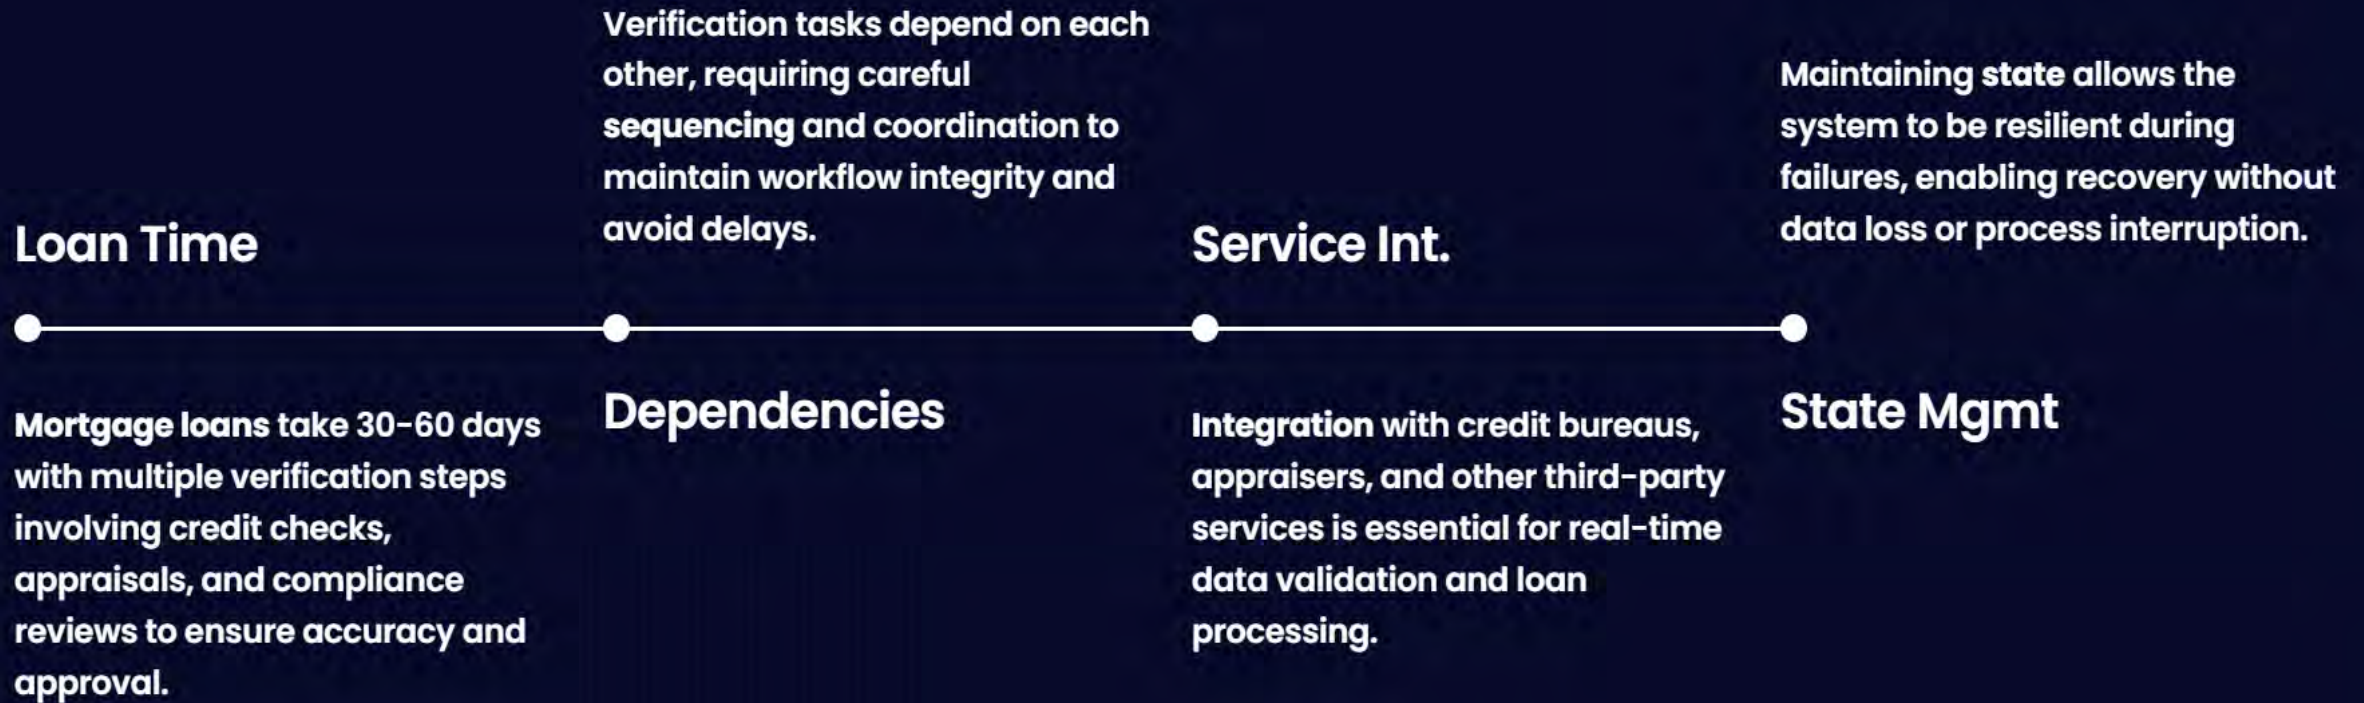 Loan Time
Mortgage loans take 30-60 days
with multiple verification steps
involving credit checks,
appraisals, and compliance
reviews to ensure accuracy and
approval.
Verification tasks depend on each
other, requiring careful
sequencing and coordination to
maintain workflow integrity and
avoid delays.
Dependencies
Service Int.
Integration with credit bureaus,
appraisers, and other third-party
services is essential for real-time
data validation and loan
processing.
Maintaining state allows the
system to be resilient during
failures, enabling recovery without
data loss or process interruption.
State Mgmt